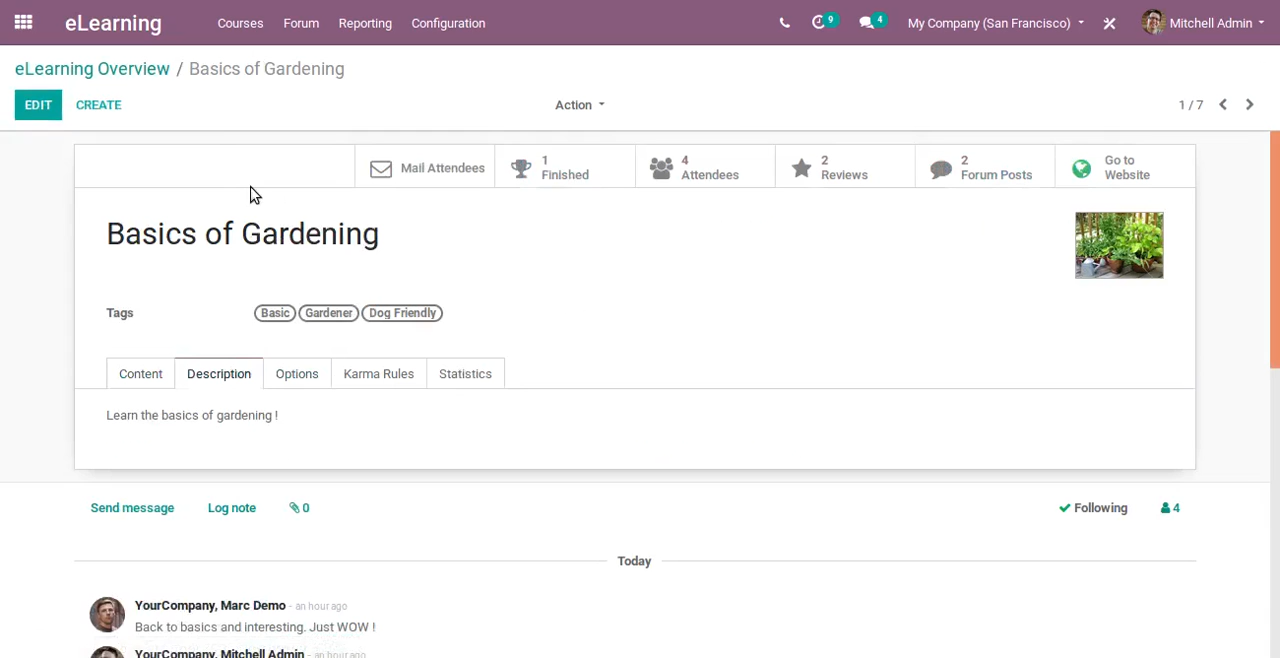 eLearning Courses Forum Reporting Configuration 9 4 My Company (San Francisco) Mitchell Admin
eLearning Overview / Basics of Gardening
EDIT CREATE Action 1 / 7
Mail Attendees
1
Finished
4
Attendees
2
Reviews
2
Forum Posts
Go to
Website
Basics of Gardening
Tags Basic Gardener Dog Friendly
Content Description Options Karma Rules Statistics
Learn the basics of gardening !
Send message Log note 0 Following 4
Today
YourCompany, Marc Demo - an hour ago
Back to basics and interesting. Just WOW !
YourCompany, Mitchell Admin - an hour ago